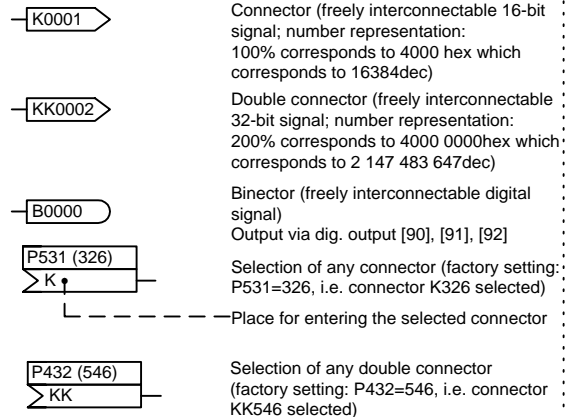 K0001
Connector (freely interconnectable 16-bit
signal; number representation:
100% corresponds to 4000 hex which
corresponds to 16384dec)
KK0002
Double connector (freely interconnectable
32-bit signal; number representation:
200% corresponds to 4000 0000hex which
corresponds to 2 147 483 647dec)
B0000
Binector (freely interconnectable digital
signal)
Output via dig. output [90], [91], [92]
P531 (326)
K
Selection of any connector (factory setting:
P531=326, i.e. connector K326 selected)
Place for entering the selected connector
P432 (546)
KK
Selection of any double connector
(factory setting: P432=546, i.e. connector
KK546 selected)